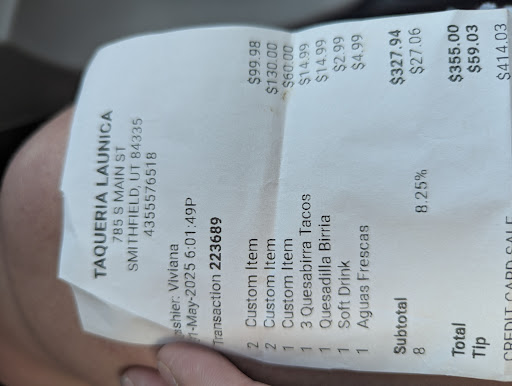 TAQUERIA LAUNICA
785 S MAIN ST
SMITHFIELD, UT 84335
4355576518
Viviana
-May-2025 6:01:49P
Transaction 223689
2 Custom Item $99.98
2 Custom Item $130.00
1 Custom Item $60.00
1 3 Quesabirra Tacos $14.99
1 Quesadilla Birria $14.99
1 Soft Drink $2.99
1 Aguas Frescas $4.99
Subtotal $327.94
8 8.25% $27.06
Total $355.00
Tip $59.03
$414.03
CREDIT CARD SALE